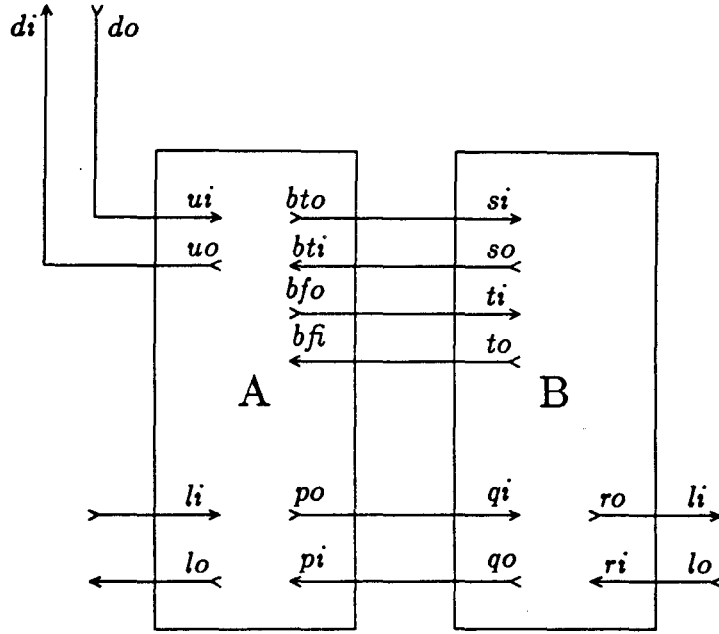 di do
ui bto si
uo bti so
bfo ti
bfi to
A B
li po qi ro li
lo pi qo ri lo